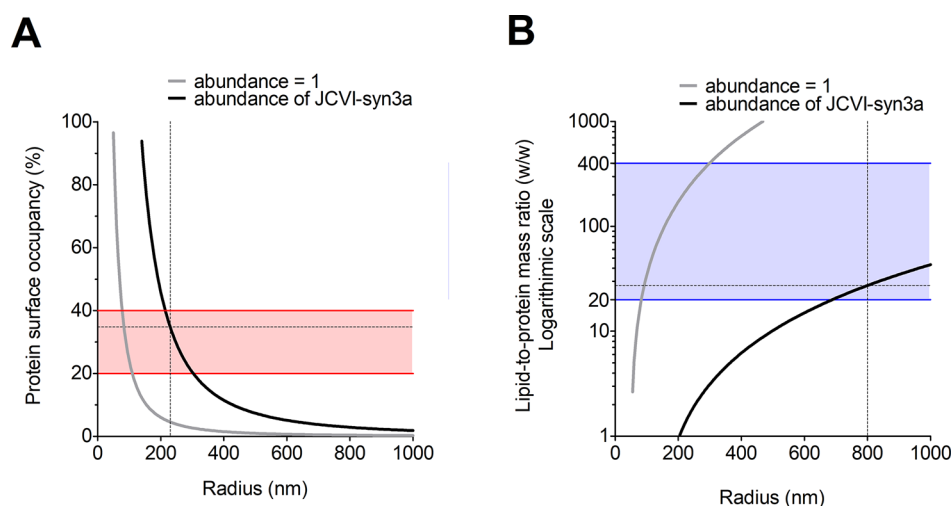 A
abundance = 1
abundance of JCVI-syn3a
Protein surface occupancy (%)
100
80
60
40
20
0
0 200 400 600 800 1000
Radius (nm)
B
abundance = 1
abundance of JCVI-syn3a
Lipid-to-protein mass ratio (w/w)
Logarithimic scale
1000
400
100
20
10
1
0 200 400 600 800 1000
Radius (nm)